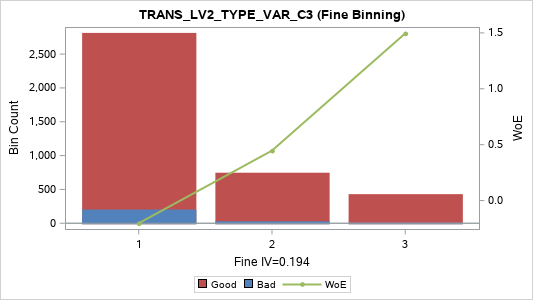 TRANS_LV2_TYPE_VAR_C3 (Fine Binning)
Bin Count
2,500
2,000
1,500
1,000
500
0
1.5
1.0
0.5
0.0
WoE
1 2 3
Fine IV=0.194
Good Bad WoE